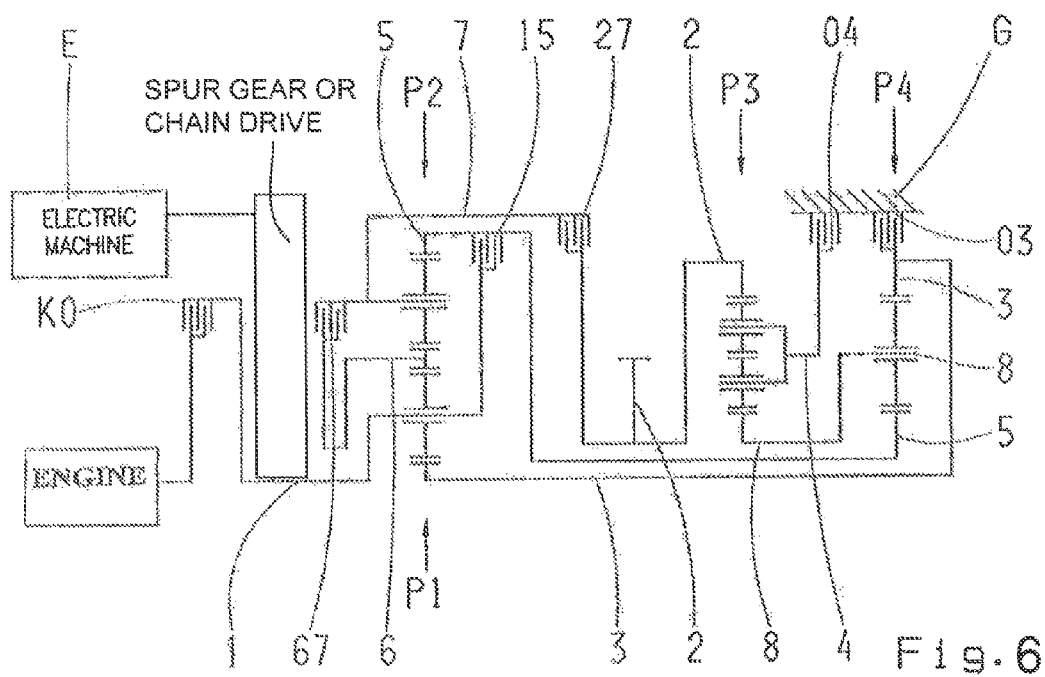 E
5
7
15
27
2
04
G
SPUR GEAR OR
CHAIN DRIVE
P2
P3
P4
ELECTRIC
MACHINE
03
3
K0
8
5
ENGINE
P1
1
67
6
3
2
8
4
Fig. 6